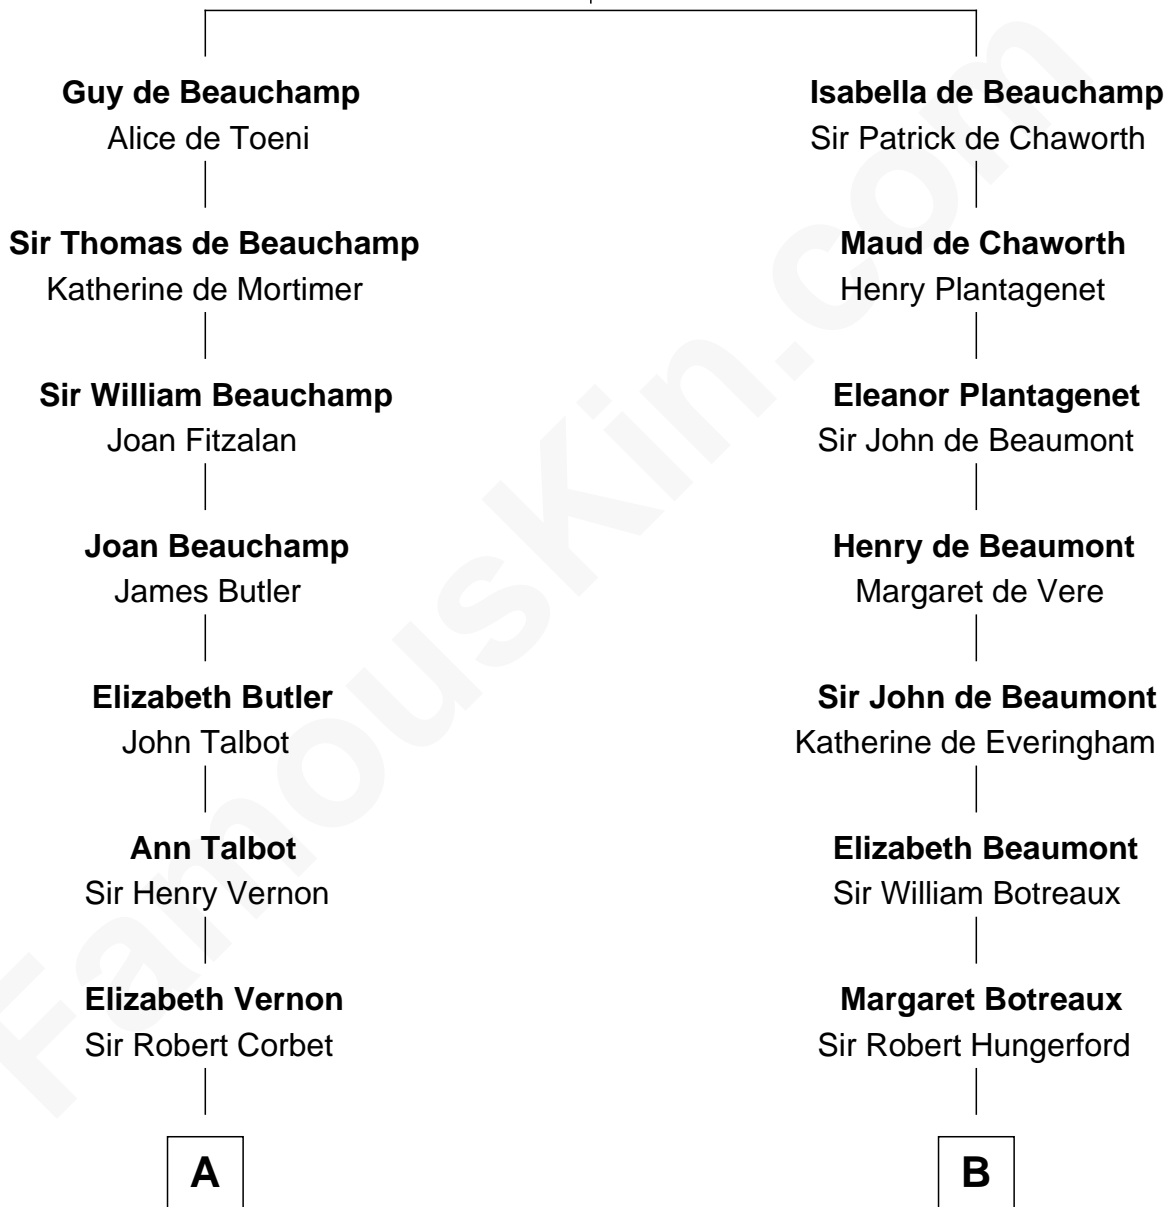 Guy de Beauchamp
Alice de Toeni
Isabella de Beauchamp
Sir Patrick de Chaworth
Sir Thomas de Beauchamp
Katherine de Mortimer
Maud de Chaworth
Henry Plantagenet
Sir William Beauchamp
Joan Fitzalan
Eleanor Plantagenet
Sir John de Beaumont
Joan Beauchamp
James Butler
Henry de Beaumont
Margaret de Vere
Elizabeth Butler
John Talbot
Sir John de Beaumont
Katherine de Everingham
Ann Talbot
Sir Henry Vernon
Elizabeth Beaumont
Sir William Botreaux
Elizabeth Vernon
Sir Robert Corbet
Margaret Botreaux
Sir Robert Hungerford
A
B
FamousKin.com